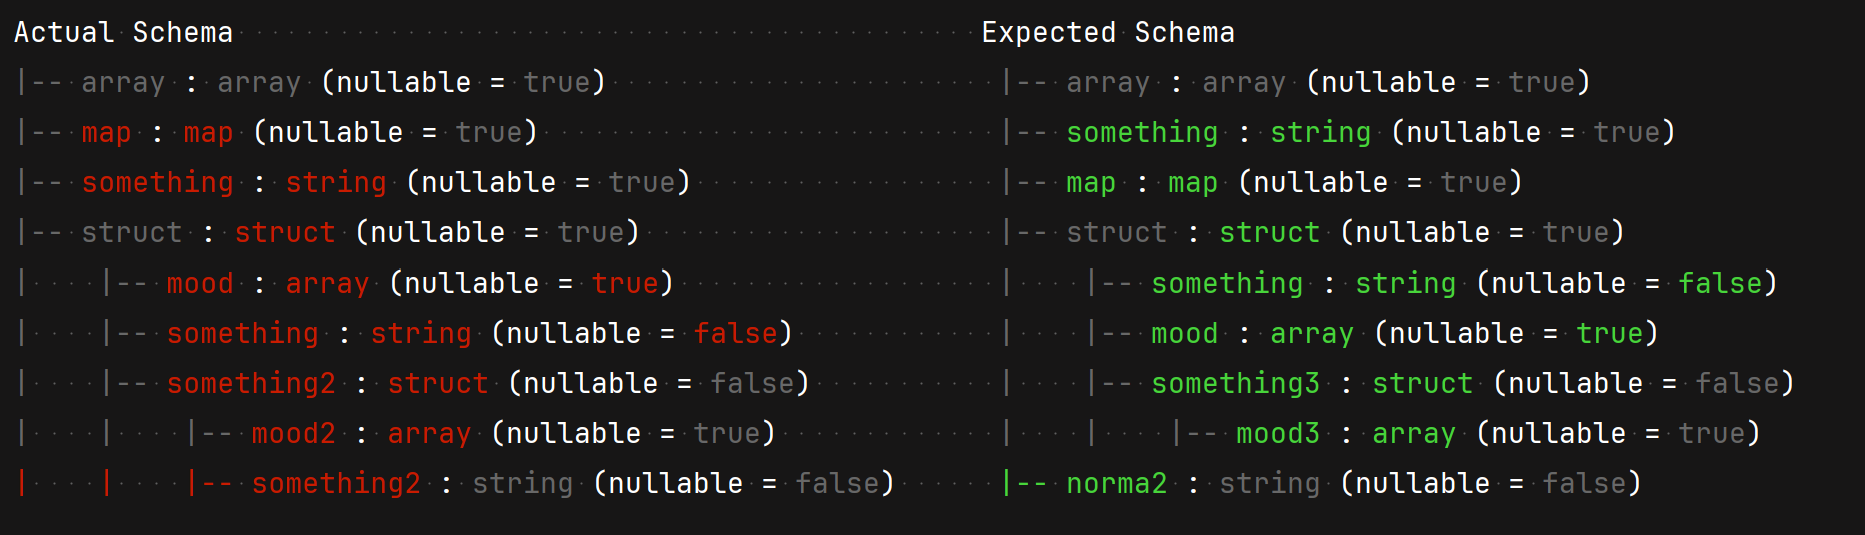 Actual Schema Expected Schema
|-- array : array (nullable = true) |-- array : array (nullable = true)
|-- map : map (nullable = true) |-- something : string (nullable = true)
|-- something : string (nullable = true) |-- map : map (nullable = true)
|-- struct : struct (nullable = true) |-- struct : struct (nullable = true)
|    |-- mood : array (nullable = true) |    |-- something : string (nullable = false)
|    |-- something : string (nullable = false) |    |-- mood : array (nullable = true)
|    |-- something2 : struct (nullable = false) |    |-- something3 : struct (nullable = false)
|    |    |-- mood2 : array (nullable = true) |    |    |-- mood3 : array (nullable = true)
|    |    |-- something2 : string (nullable = false) |-- norma2 : string (nullable = false)